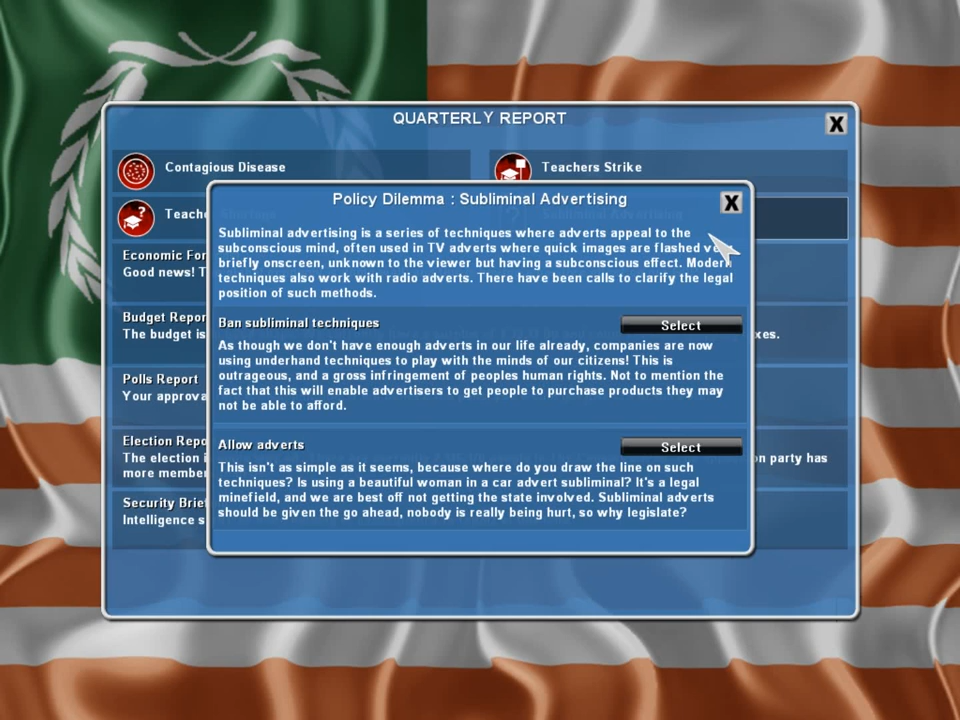 QUARTERLY REPORT
X
Contagious Disease
Teachers Strike
Policy Dilemma : Subliminal Advertising
X
Subliminal advertising is a series of techniques where adverts appeal to the
subconscious mind, often used in TV adverts where quick images are flashed
briefly onscreen, unknown to the viewer but having a subconscious effect. Modern
techniques also work with radio adverts. There have been calls to clarify the legal
position of such methods.
Ban subliminal techniques
Select
As though we don't have enough adverts in our life already, companies are now
using underhand techniques to play with the minds of our citizens! This is
outrageous, and a gross infringement of peoples human rights. Not to mention the
fact that this will enable advertisers to get people to purchase products they may
not be able to afford.
Allow adverts
Select
This isn't as simple as it seems, because where do you draw the line on such
techniques? Is using a beautiful woman in a car advert subliminal? It's a legal
minefield, and we are best off not getting the state involved. Subliminal adverts
should be given the go ahead, nobody is really being hurt, so why legislate?
Economic
Good news!
Budget
The budget is
Polls Report
Your
Election
The election
on party has
more
Security
Intelligence